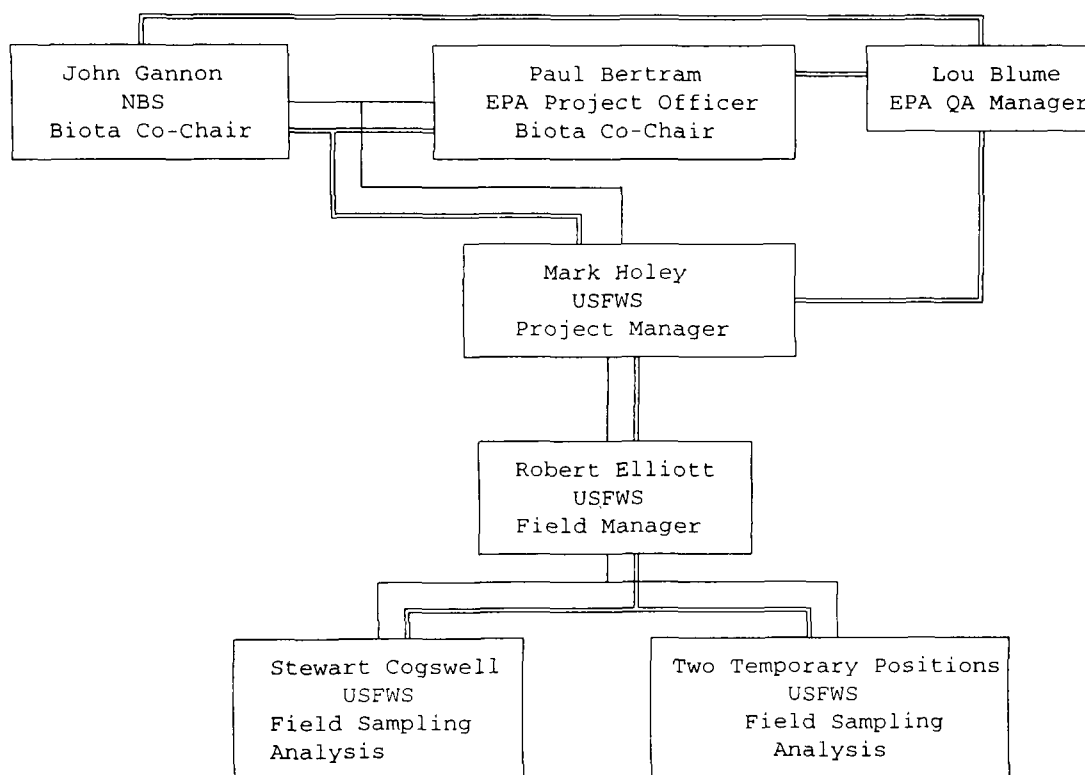 John Gannon
NBS
Biota Co-Chair
Paul Bertram
EPA Project Officer
Biota Co-Chair
Lou Blume
EPA QA Manager
Mark Holey
USFWS
Project Manager
Robert Elliott
USFWS
Field Manager
Stewart Cogswell
USFWS
Field Sampling
Analysis
Two Temporary Positions
USFWS
Field Sampling
Analysis